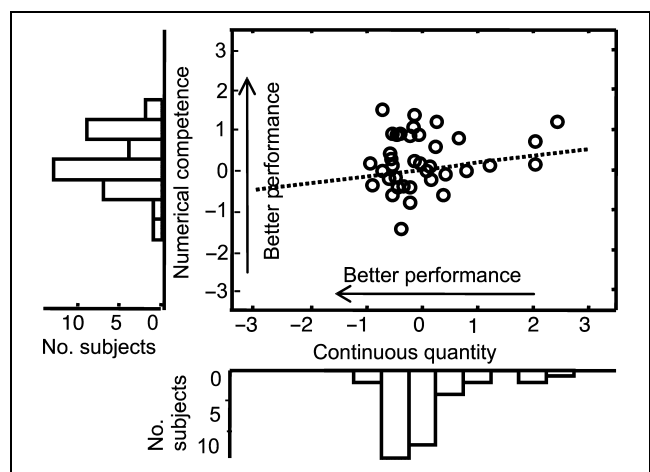 3
2
1
0
−1
−2
−3
Numerical competence
Better performance
Better performance
10 5 0
No. subjects
−3 −2 −1 0 1 2 3
Continuous quantity
0
5
10
No.
subjects